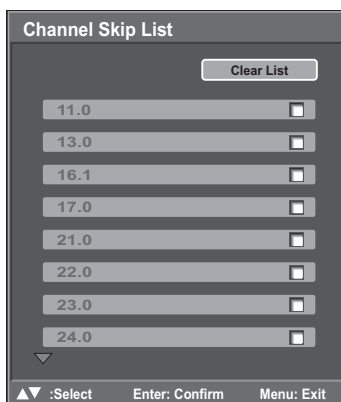 Channel Skip List
Clear List
11.0
13.0
16.1
17.0
21.0
22.0
23.0
24.0
▲▼ :Select Enter: Confirm Menu: Exit